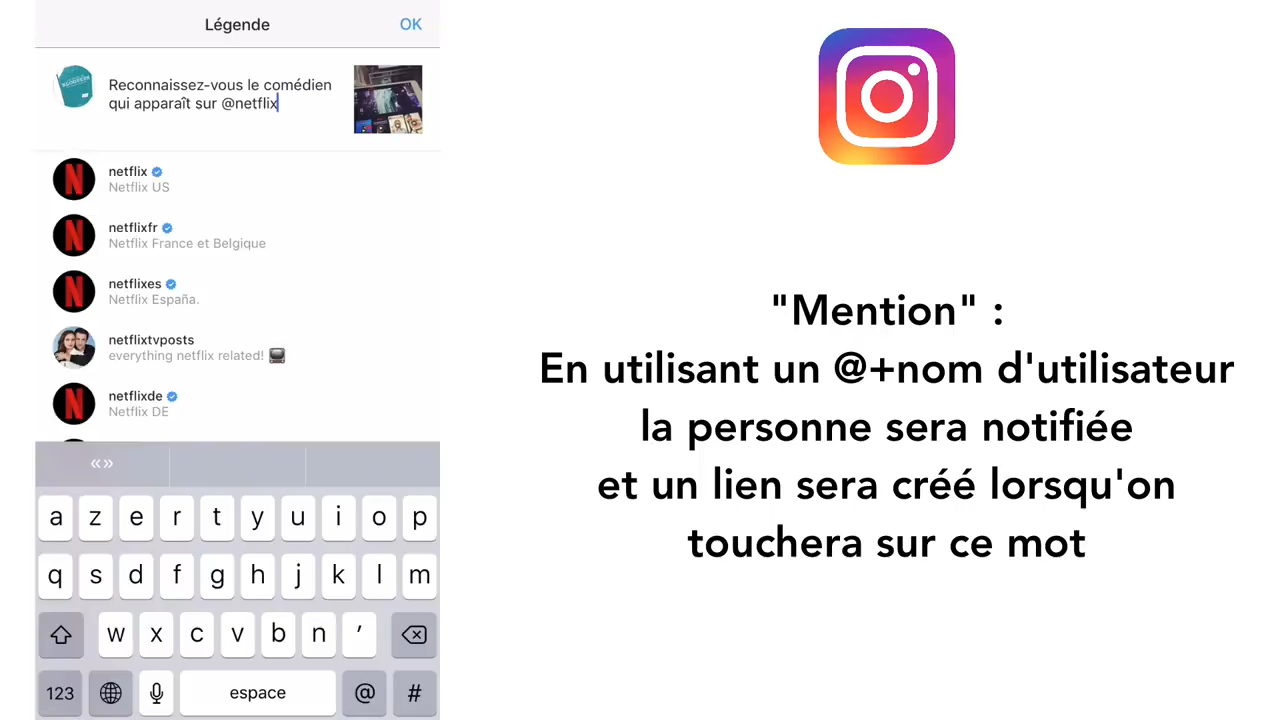 Légende
OK
Reconnaissez-vous le comédien
qui apparaît sur @netflix
netflix
Netflix US
netflixfr
Netflix France et Belgique
netflixes
Netflix España.
netflixtvposts
everything netflix related!
netflixde
Netflix DE
«»
a z e r t y u i o p
q s d f g h j k l m
w x c v b n ’
123 espace @ #
"Mention" :
En utilisant un @+nom d'utilisateur
la personne sera notifiée
et un lien sera créé lorsqu'on
touchera sur ce mot